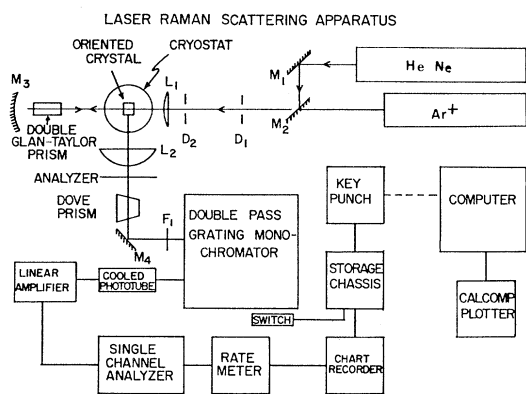 LASER RAMAN SCATTERING APPARATUS
ORIENTED
CRYSTAL
CRYOSTAT
M3
L1
M1
He Ne
M2
Ar+
DOUBLE
GLAN-TAYLOR
PRISM
D2
D1
L2
ANALYZER
DOVE
PRISM
F1
M4
DOUBLE PASS
GRATING MONO-
CHROMATOR
KEY
PUNCH
COMPUTER
LINEAR
AMPLIFIER
COOLED
PHOTOTUBE
STORAGE
CHASSIS
SWITCH
CALCOMP
PLOTTER
SINGLE
CHANNEL
ANALYZER
RATE
METER
CHART
RECORDER